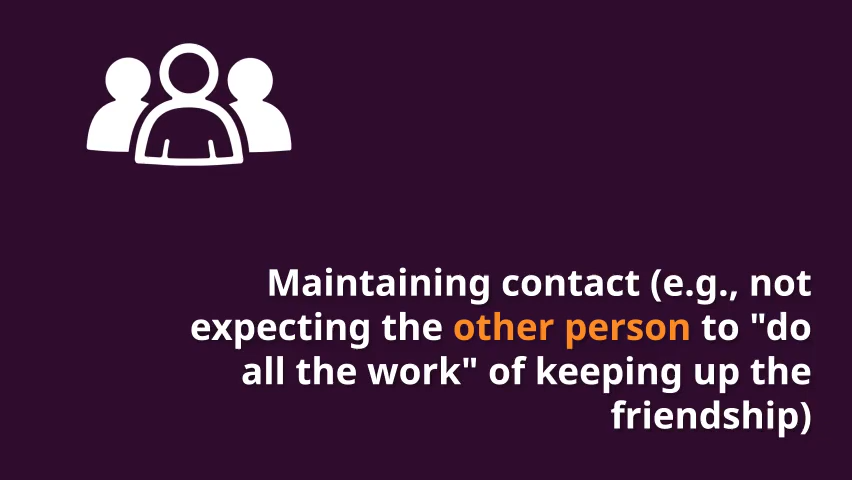 Maintaining contact (e.g., not
expecting the other person to "do
all the work" of keeping up the
friendship)